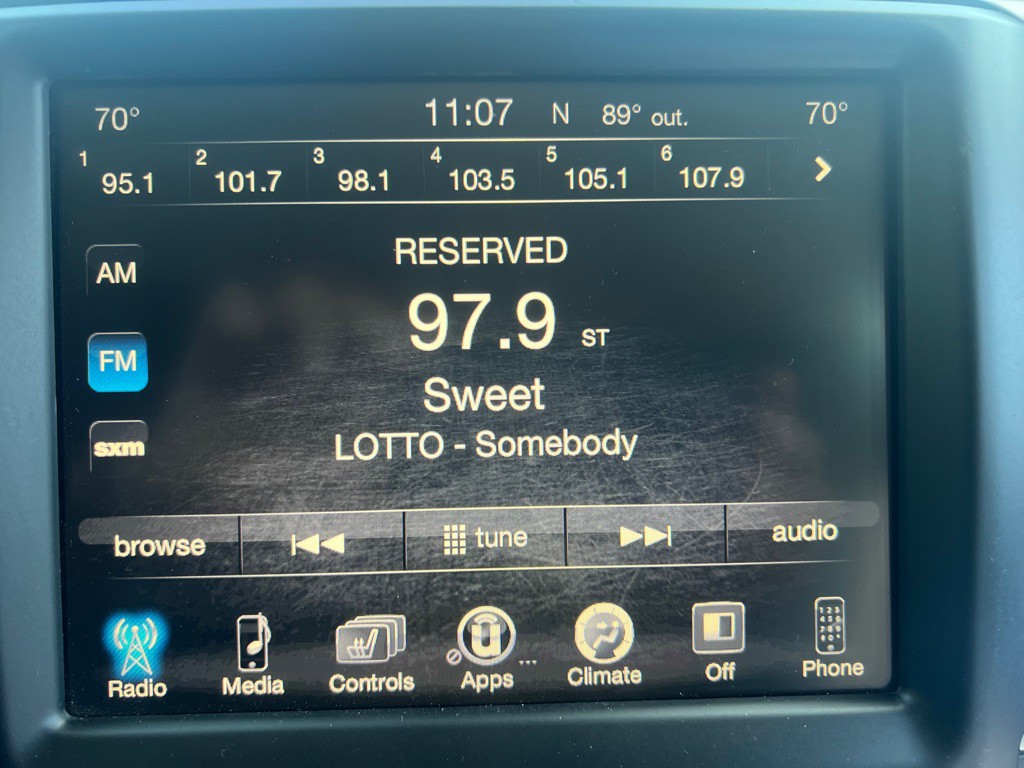 70° 11:07 N 89° out. 70°
1 95.1 2 101.7 3 98.1 4 103.5 5 105.1 6 107.9
RESERVED
AM
97.9 ST
FM
Sweet
LOTTO - Somebody
sxm
browse tune audio
Radio Media Controls Apps ... Climate Off Phone